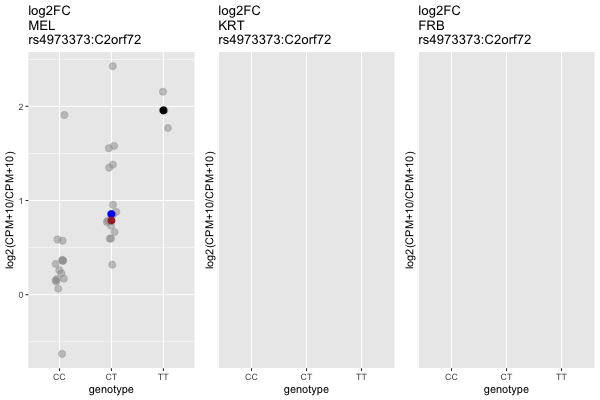 log2FC
MEL
rs4973373:C2orf72
log2(CPM+10/CPM+10)
2
1
0
CC CT TT
genotype
log2FC
KRT
rs4973373:C2orf72
log2(CPM+10/CPM+10)
CC CT TT
genotype
log2FC
FRB
rs4973373:C2orf72
log2(CPM+10/CPM+10)
CC CT TT
genotype